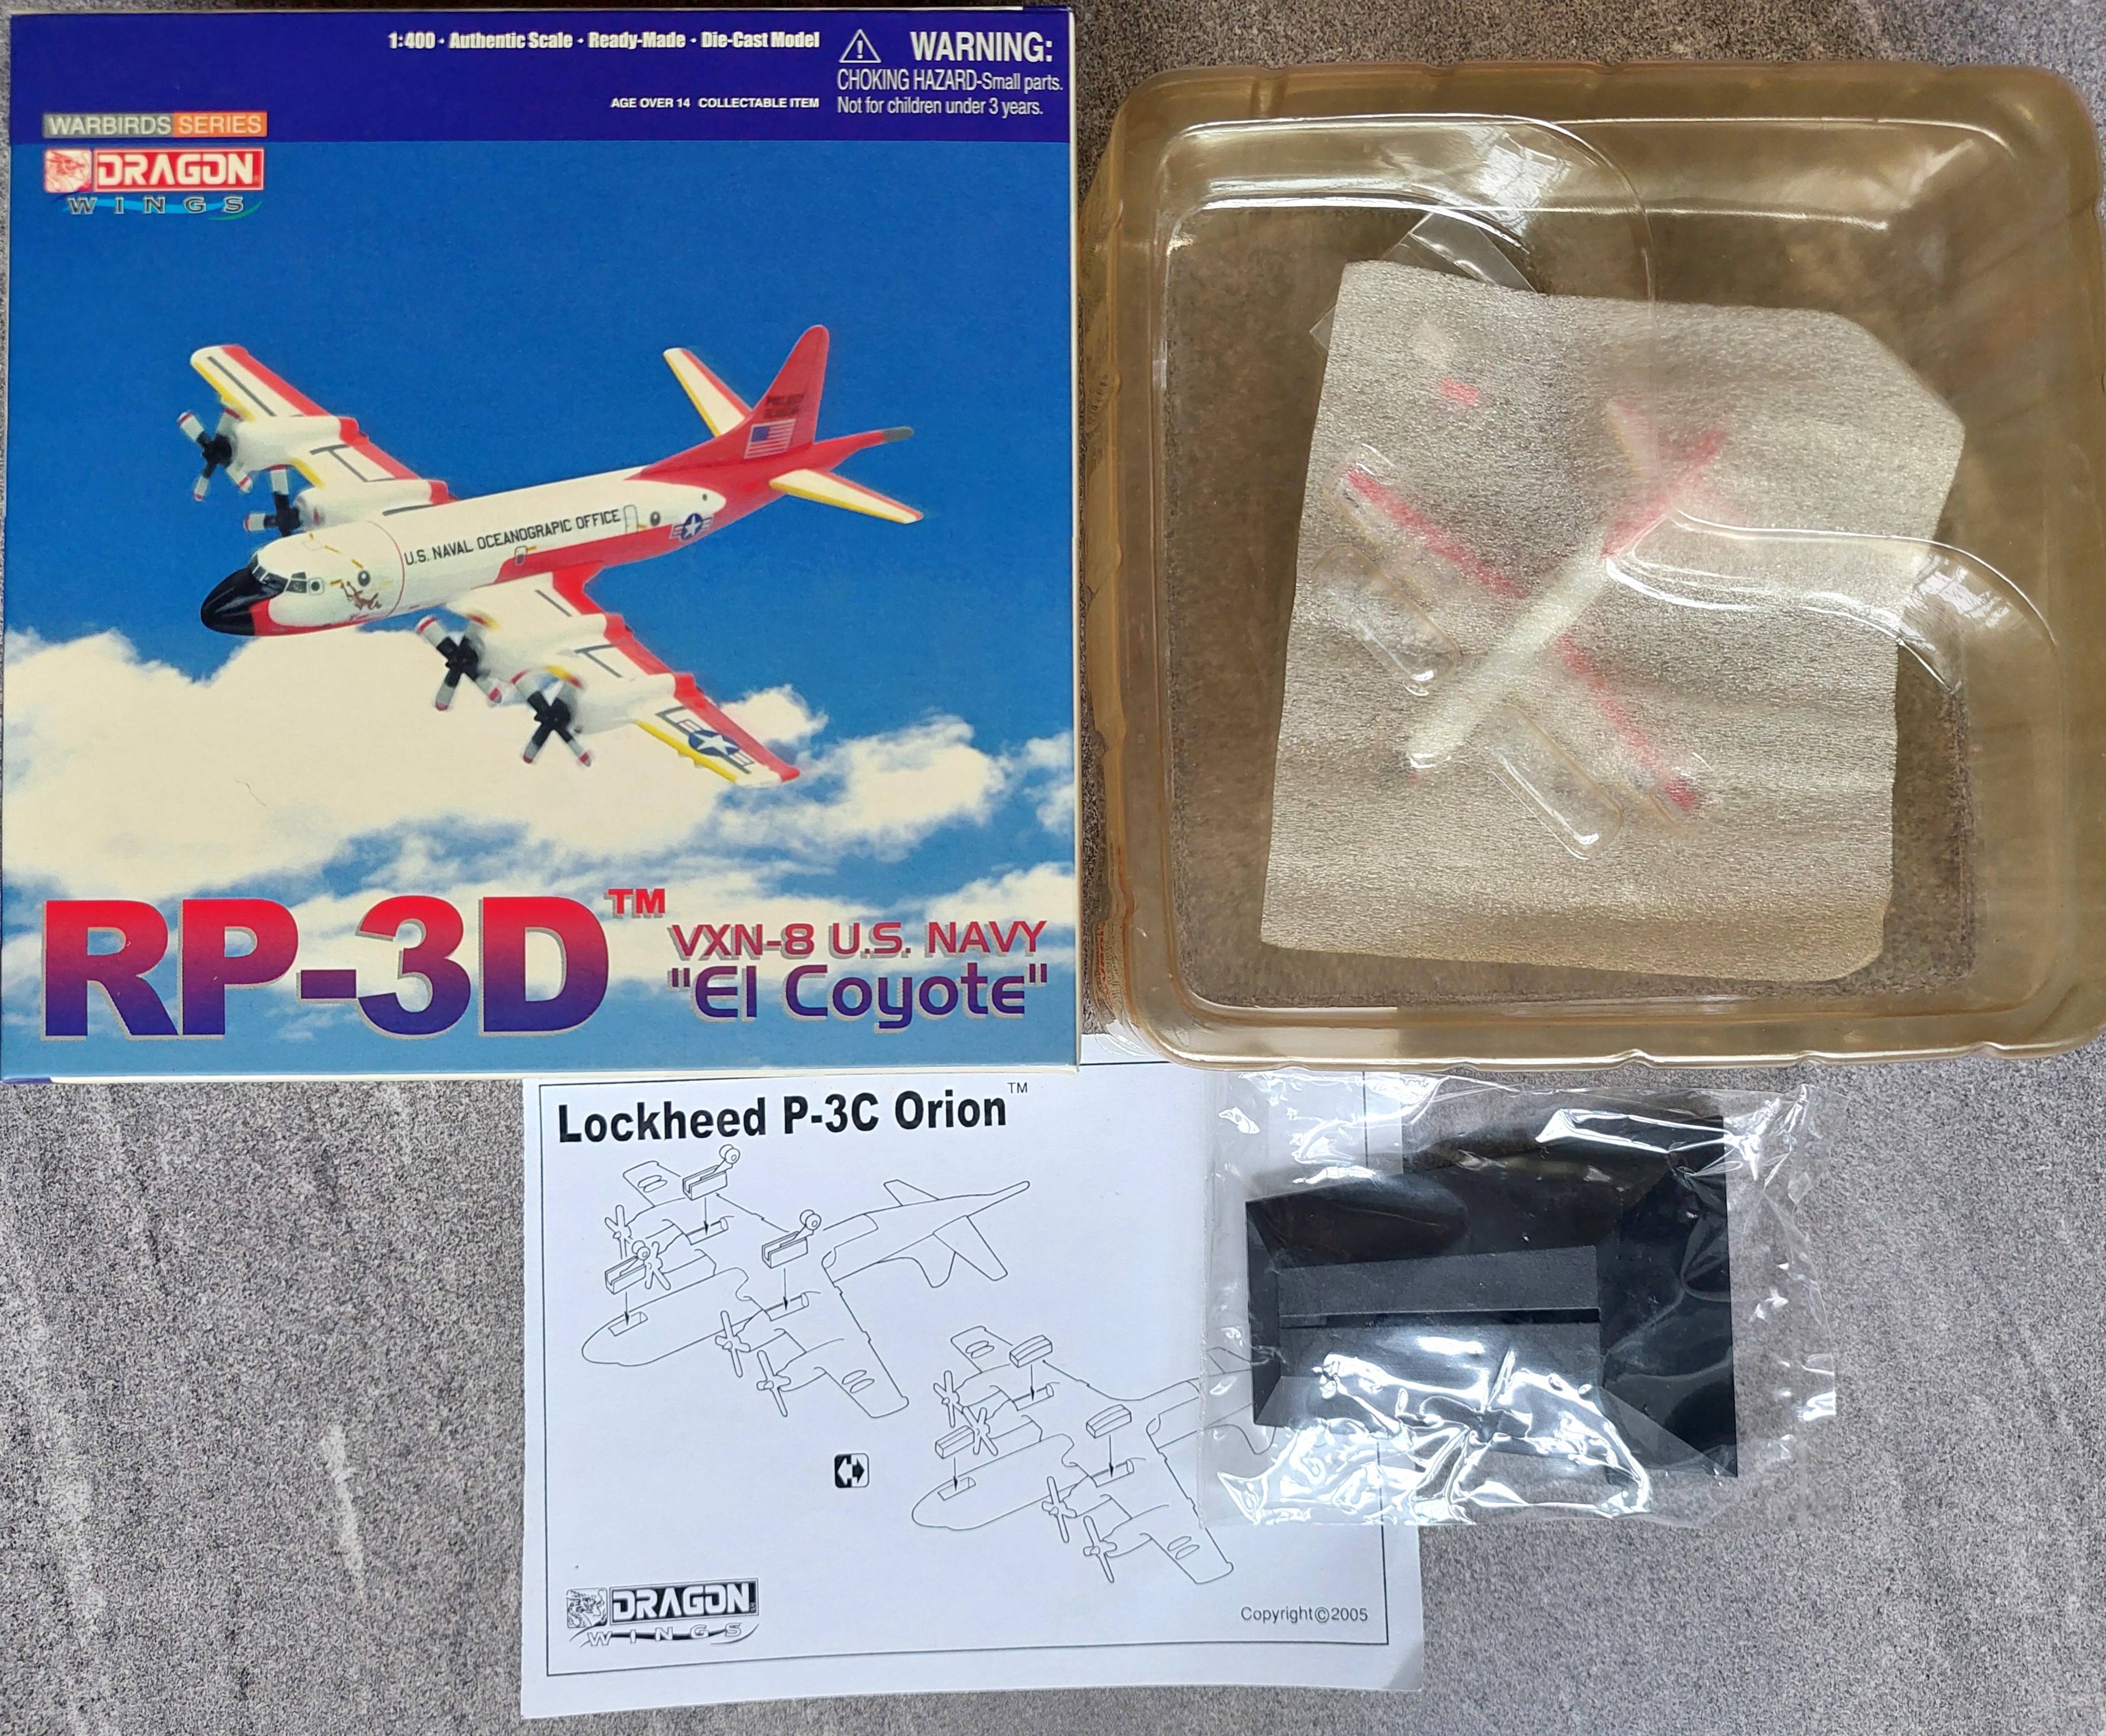 1:400 • Authentic Scale • Ready-Made • Die-Cast Model
AGE OVER 14 COLLECTABLE ITEM
WARNING:
CHOKING HAZARD-Small parts.
Not for children under 3 years.
WARBIRDS SERIES
DRAGON
WINGS
U.S. NAVAL OCEANOGRAPIC OFFICE
RP-3D™
VXN-8 U.S. NAVY
"El Coyote"
Lockheed P-3C Orion™
DRAGON
WINGS
Copyright©2005